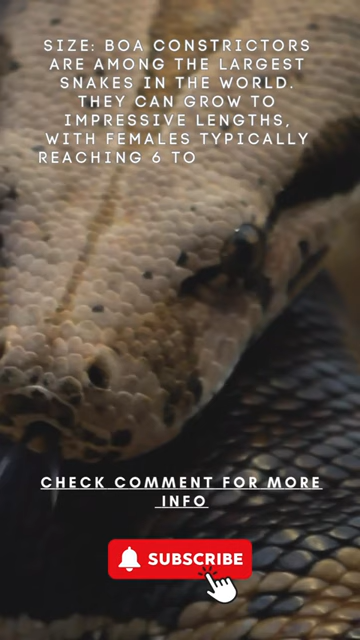 SIZE: BOA CONSTRICTORS
ARE AMONG THE LARGEST
SNAKES IN THE WORLD.
THEY CAN GROW TO
IMPRESSIVE LENGTHS,
WITH FEMALES TYPICALLY
REACHING 6 TO
CHECK COMMENT FOR MORE
INFO
SUBSCRIBE